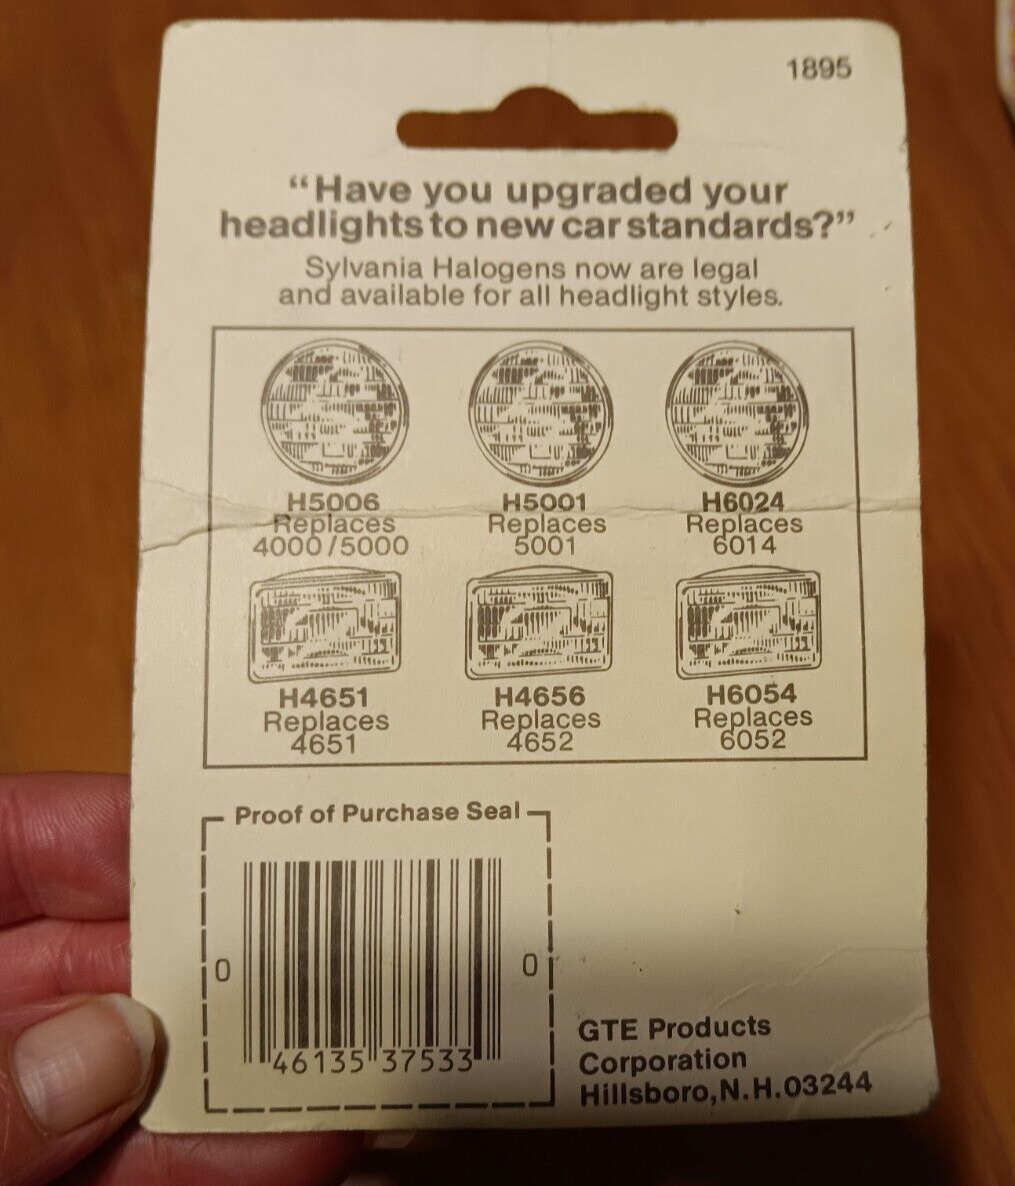 1895
“Have you upgraded your
headlights to new car standards?”
Sylvania Halogens now are legal
and available for all headlight styles.
H5006 H5001 H6024
Replaces Replaces Replaces
4000/5000 5001 6014
H4651 H4656 H6054
Replaces Replaces Replaces
4651 4652 6052
Proof of Purchase Seal
0 46135 37533 0
GTE Products
Corporation
Hillsboro, N.H. 03244